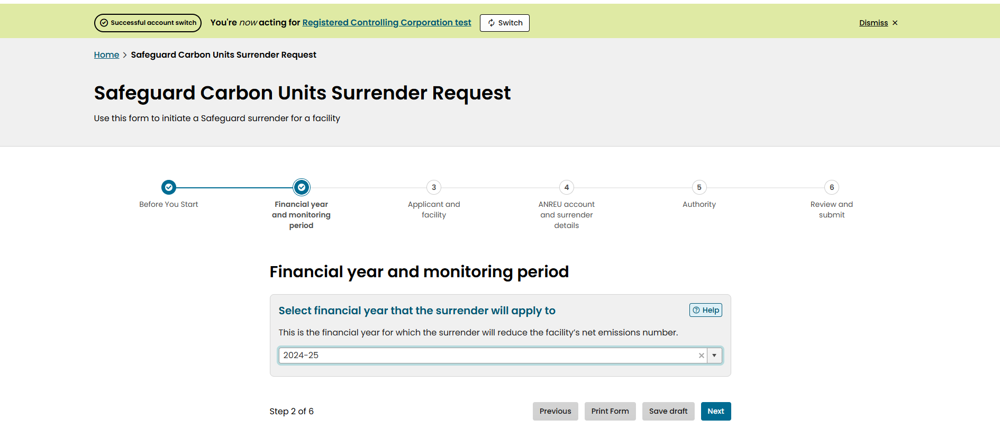 Successful account switch You're now acting for Registered Controlling Corporation test Switch Dismiss ×
Home > Safeguard Carbon Units Surrender Request
Safeguard Carbon Units Surrender Request
Use this form to initiate a Safeguard surrender for a facility
3 4 5 6
Before You Start
Financial year
and monitoring
period
Applicant and
facility
ANREU account
and surrender
details
Authority
Review and
submit
Financial year and monitoring period
Select financial year that the surrender will apply to
Help
This is the financial year for which the surrender will reduce the facility’s net emissions number.
2024-25 ×
Step 2 of 6 Previous Print Form Save draft Next